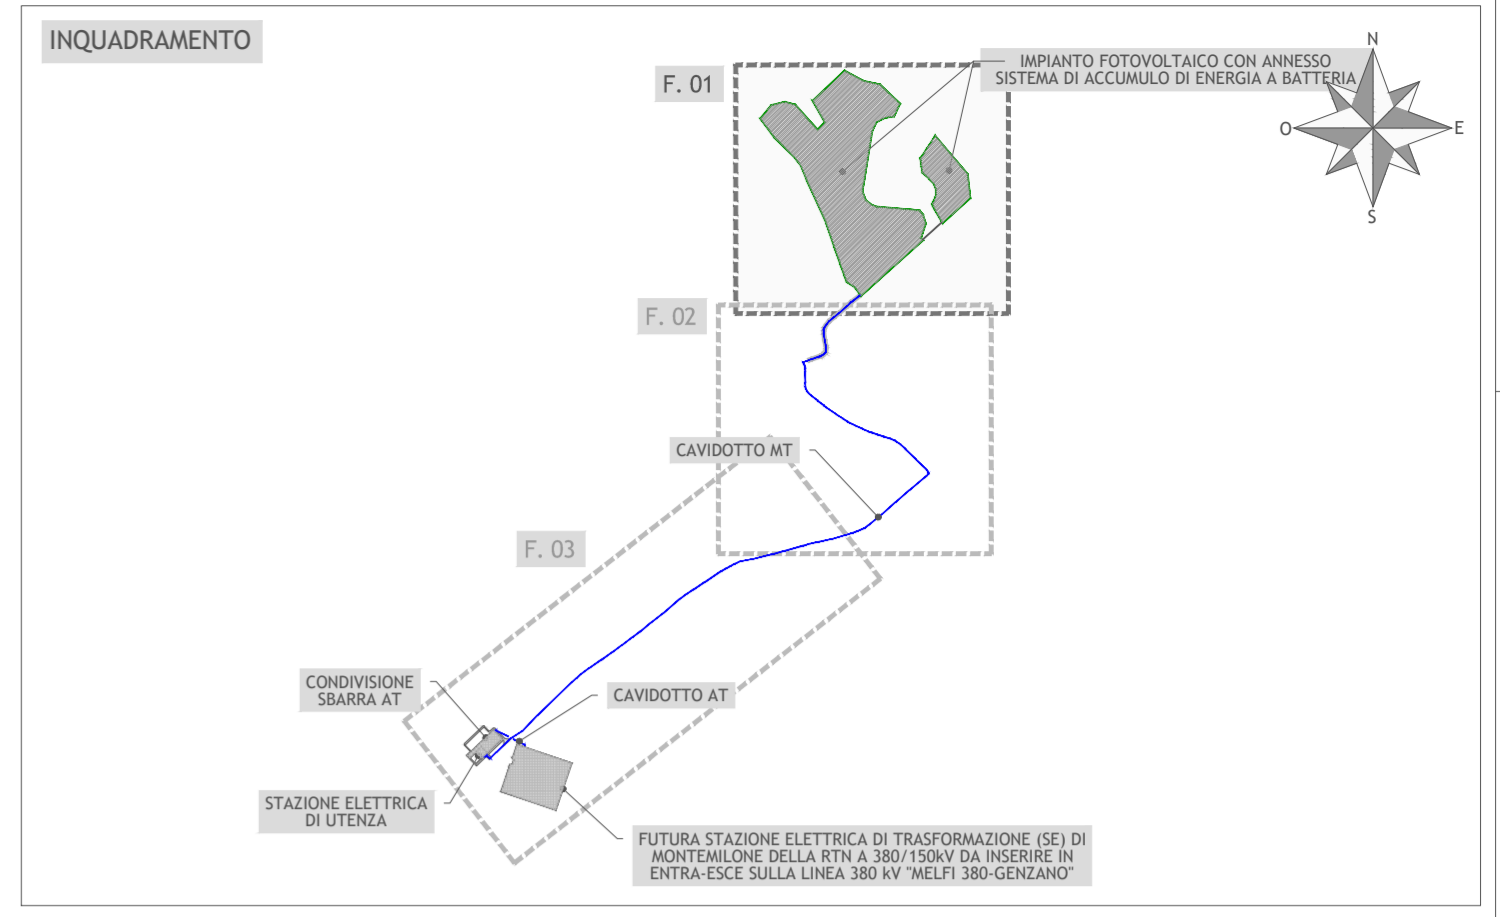 INQUADRAMENTO
N
IMPIANTO FOTOVOLTAICO CON ANNESSO
SISTEMA DI ACCUMULO DI ENERGIA A BATTERIA
F. 01
O
E
S
F. 02
CAVIDOTTO MT
F. 03
CONDIVISIONE
SBARRA AT
CAVIDOTTO AT
STAZIONE ELETTRICA
DI UTENZA
FUTURA STAZIONE ELETTRICA DI TRASFORMAZIONE (SE) DI
MONTEMILONE DELLA RTN A 380/150kV DA INSERIRE IN
ENTRA-ESCE SULLA LINEA 380 kV "MELFI 380-GENZANO"